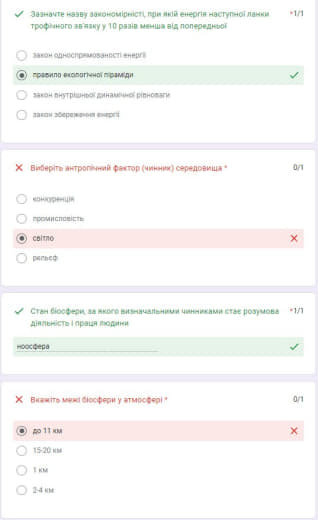 Зазначте назву закономірності, при якій енергія наступної ланки *1/1
трофічного зв'язку у 10 разів менша від попередньої
закон односпрямованості енергії
правило екологічної піраміди
закон внутрішньої динамічної рівноваги
закон збереження енергії
Виберіть антропічний фактор (чинник) середовища * 0/1
конкуренція
промисловість
світло
рельєф
Стан біосфери, за якого визначальними чинниками стає розумова *1/1
діяльність і праця людини
ноосфера
Вкажіть межі біосфери у атмосфері * 0/1
до 11 км
15-20 км
1 км
2-4 км